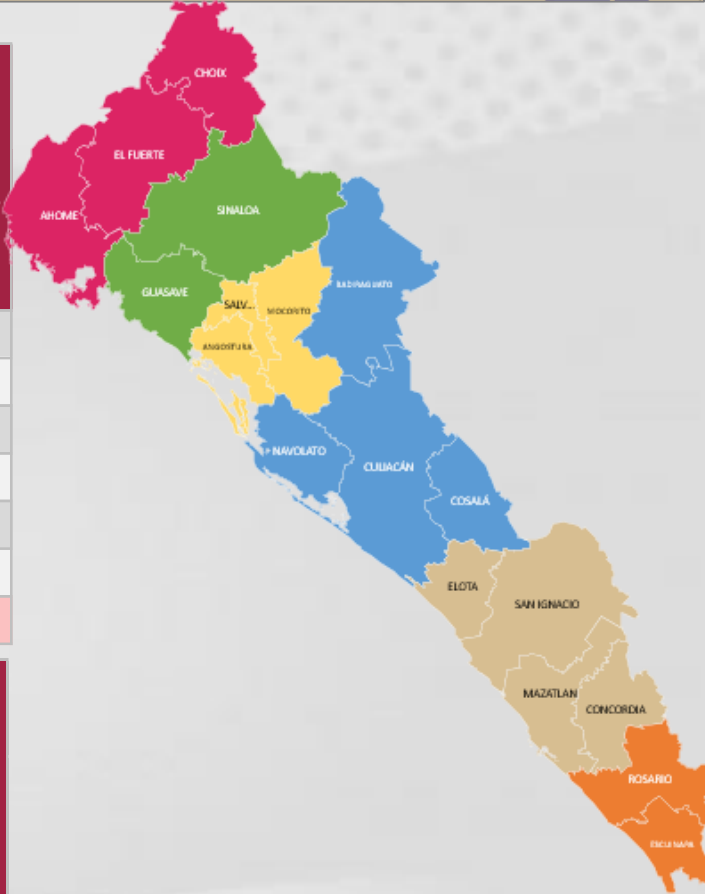 CHOIX
EL FUERTE
AHOME
SINALOA
GUASAVE
SALV...
MOCORITO
BADIRAGUATO
ANGOSTURA
NAVOLATO
CULIACÁN
COSALÁ
ELOTA
SAN IGNACIO
MAZATLAN
CONCORDIA
ROSARIO
ESCUINAPA